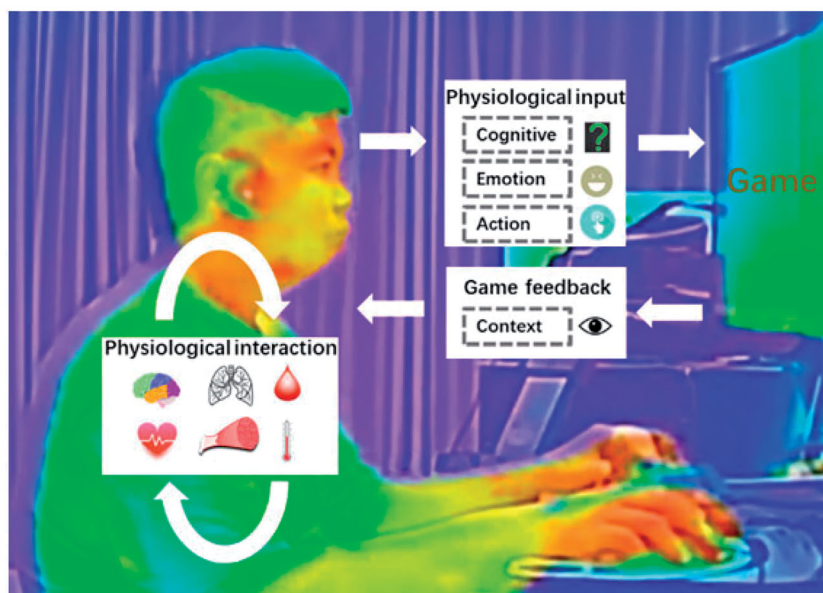 Physiological input
Cognitive
?
Emotion
Action
Game
Game feedback
Context
Physiological interaction